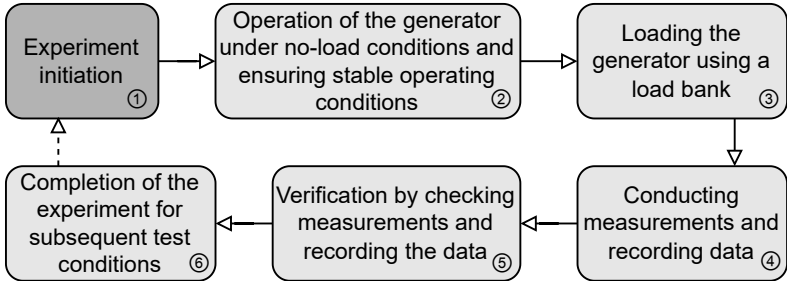 Experiment
initiation
①
Operation of the generator
under no-load conditions and
ensuring stable operating
conditions
②
Loading the
generator using a
load bank
③
Conducting
measurements and
recording data
④
Verification by checking
measurements and
recording the data
⑤
Completion of the
experiment for
subsequent test
conditions
⑥